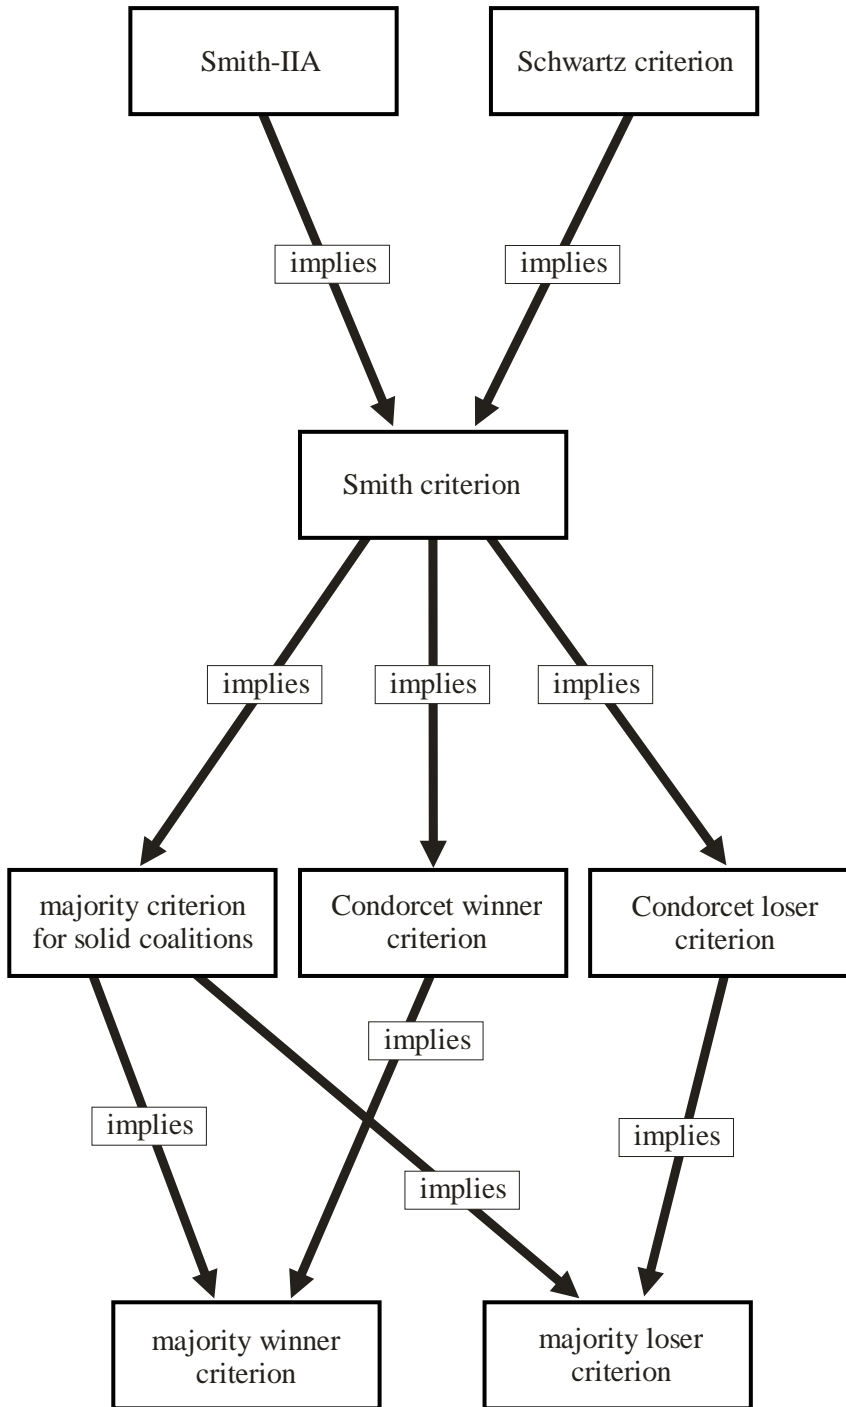 Smith-IIA
Schwartz criterion
implies
implies
Smith criterion
implies
implies
implies
majority criterion
for solid coalitions
Condorcet winner
criterion
Condorcet loser
criterion
implies
implies
implies
implies
majority winner
criterion
majority loser
criterion